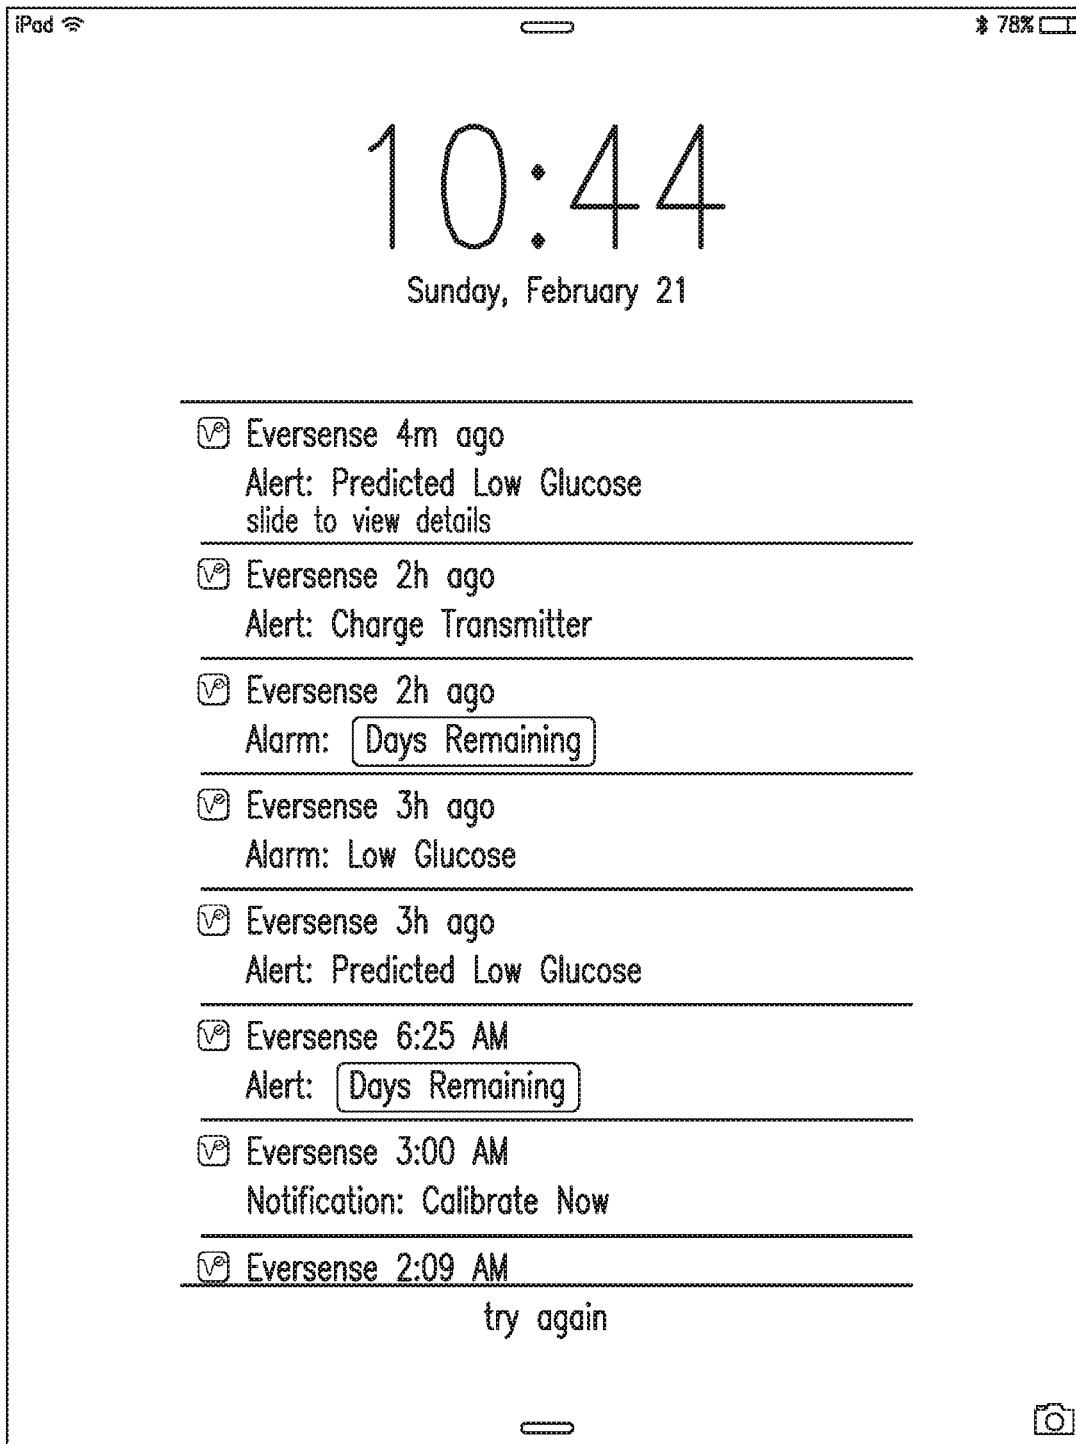 iPad 78%
10:44
Sunday, February 21
Eversense 4m ago
Alert: Predicted Low Glucose
slide to view details
Eversense 2h ago
Alert: Charge Transmitter
Eversense 2h ago
Alarm: Days Remaining
Eversense 3h ago
Alarm: Low Glucose
Eversense 3h ago
Alert: Predicted Low Glucose
Eversense 6:25 AM
Alert: Days Remaining
Eversense 3:00 AM
Notification: Calibrate Now
Eversense 2:09 AM
try again